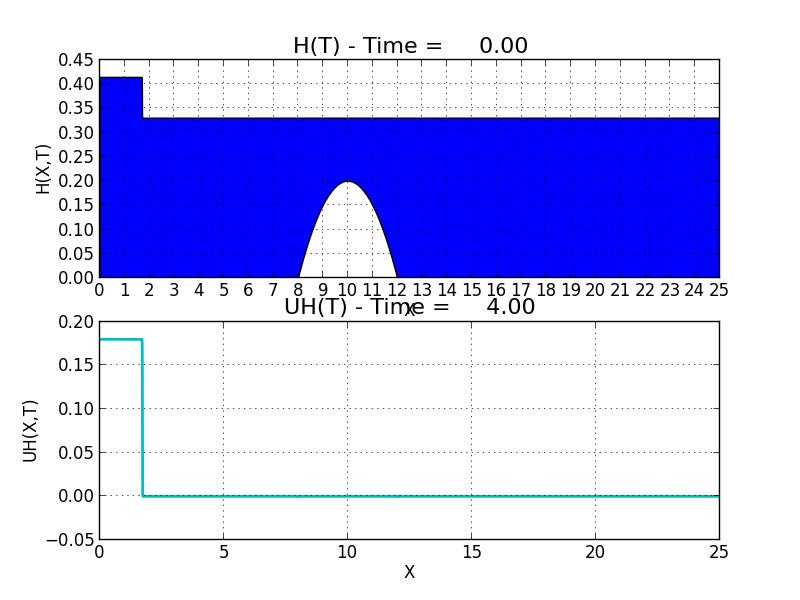 H(T) - Time = 0.00
0.45
0.40
0.35
0.30
0.25
0.20
0.15
0.10
0.05
0.00
H(X,T)
0 1 2 3 4 5 6 7 8 9 10 11 12 13 14 15 16 17 18 19 20 21 22 23 24 25
X
UH(T) - Time = 4.00
0.20
0.15
0.10
0.05
0.00
−0.05
UH(X,T)
0 5 10 15 20 25
X